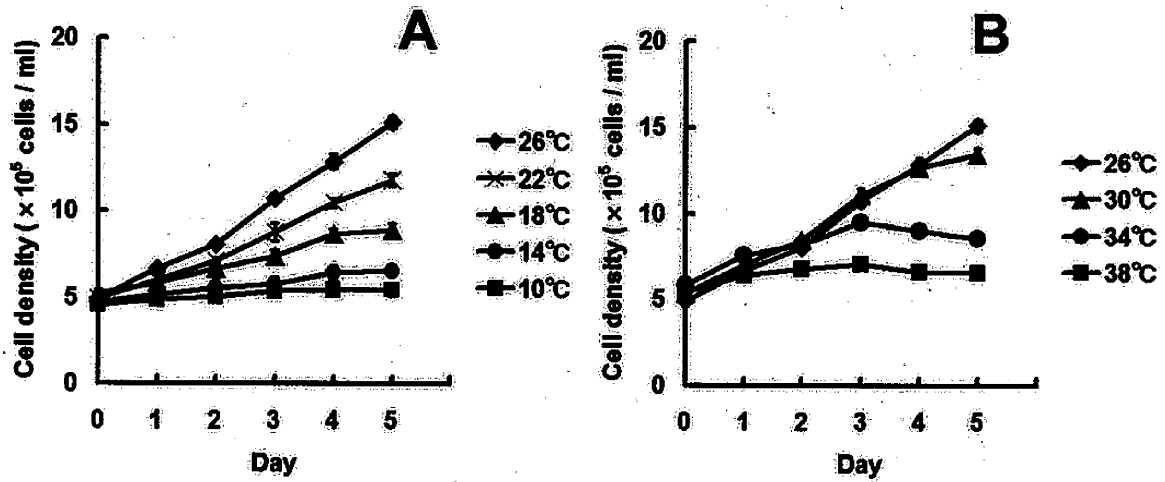 A
Cell density ( × 10⁵ cells / ml)
20
15
10
5
0
0 1 2 3 4 5
Day
26°C
22°C
18°C
14°C
10°C
B
Cell density ( × 10⁵ cells / ml)
20
15
10
5
0
0 1 2 3 4 5
Day
26°C
30°C
34°C
38°C